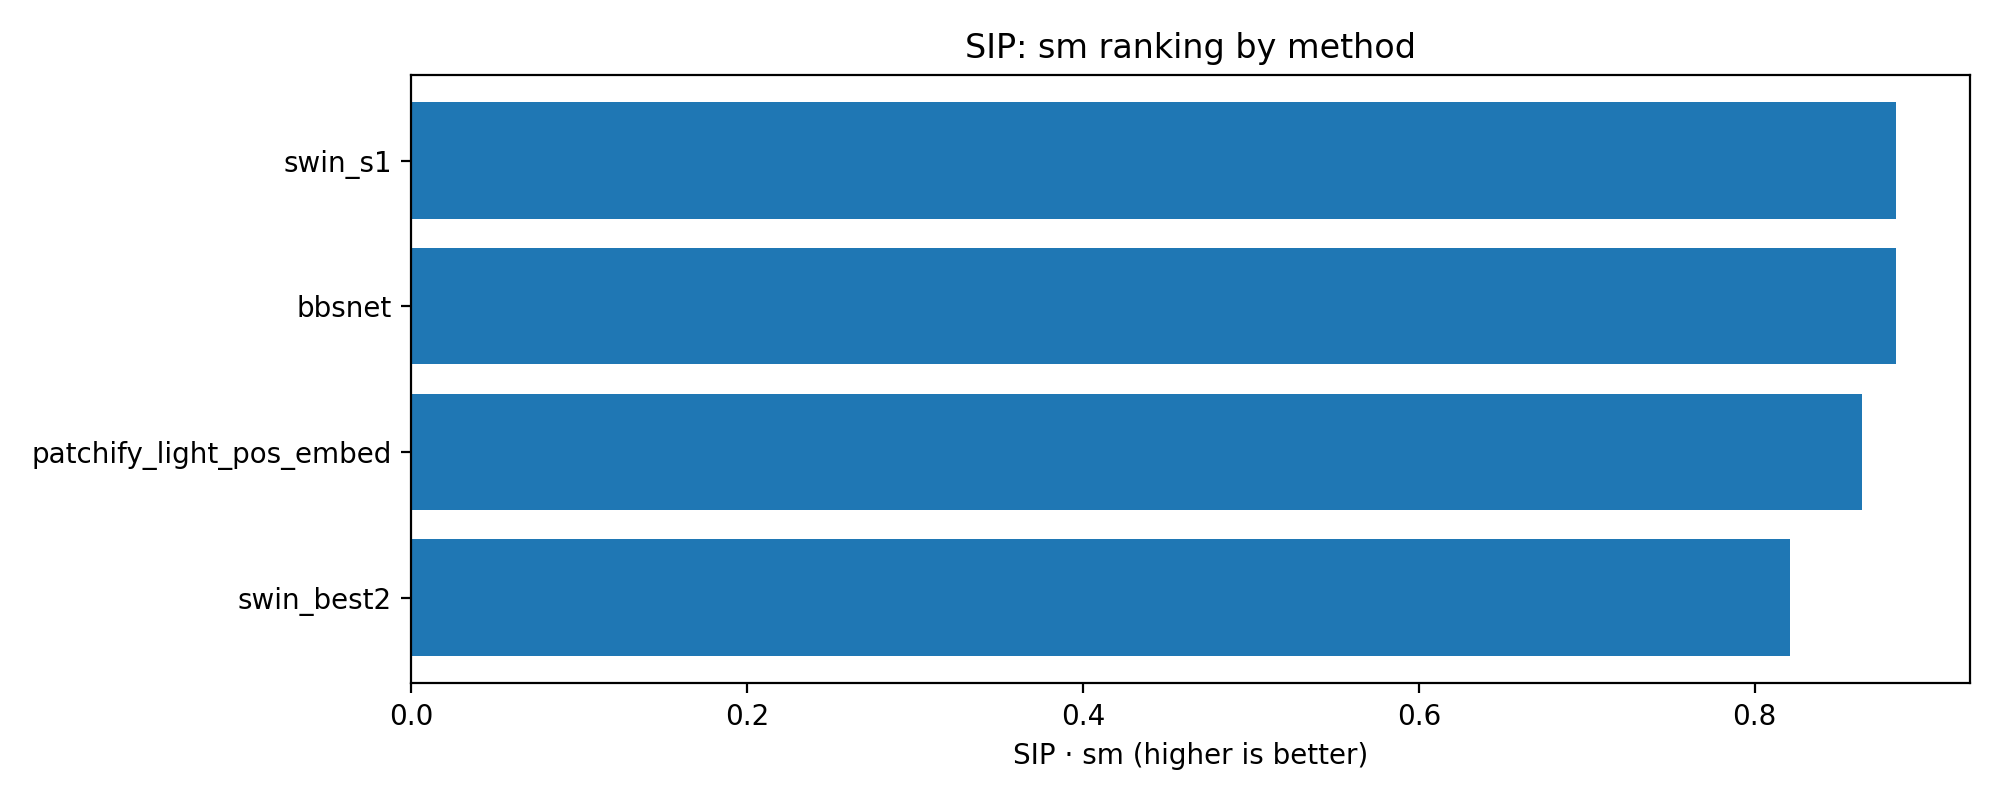 SIP: sm ranking by method
swin_s1
bbsnet
patchify_light_pos_embed
swin_best2
0.0 0.2 0.4 0.6 0.8
SIP · sm (higher is better)